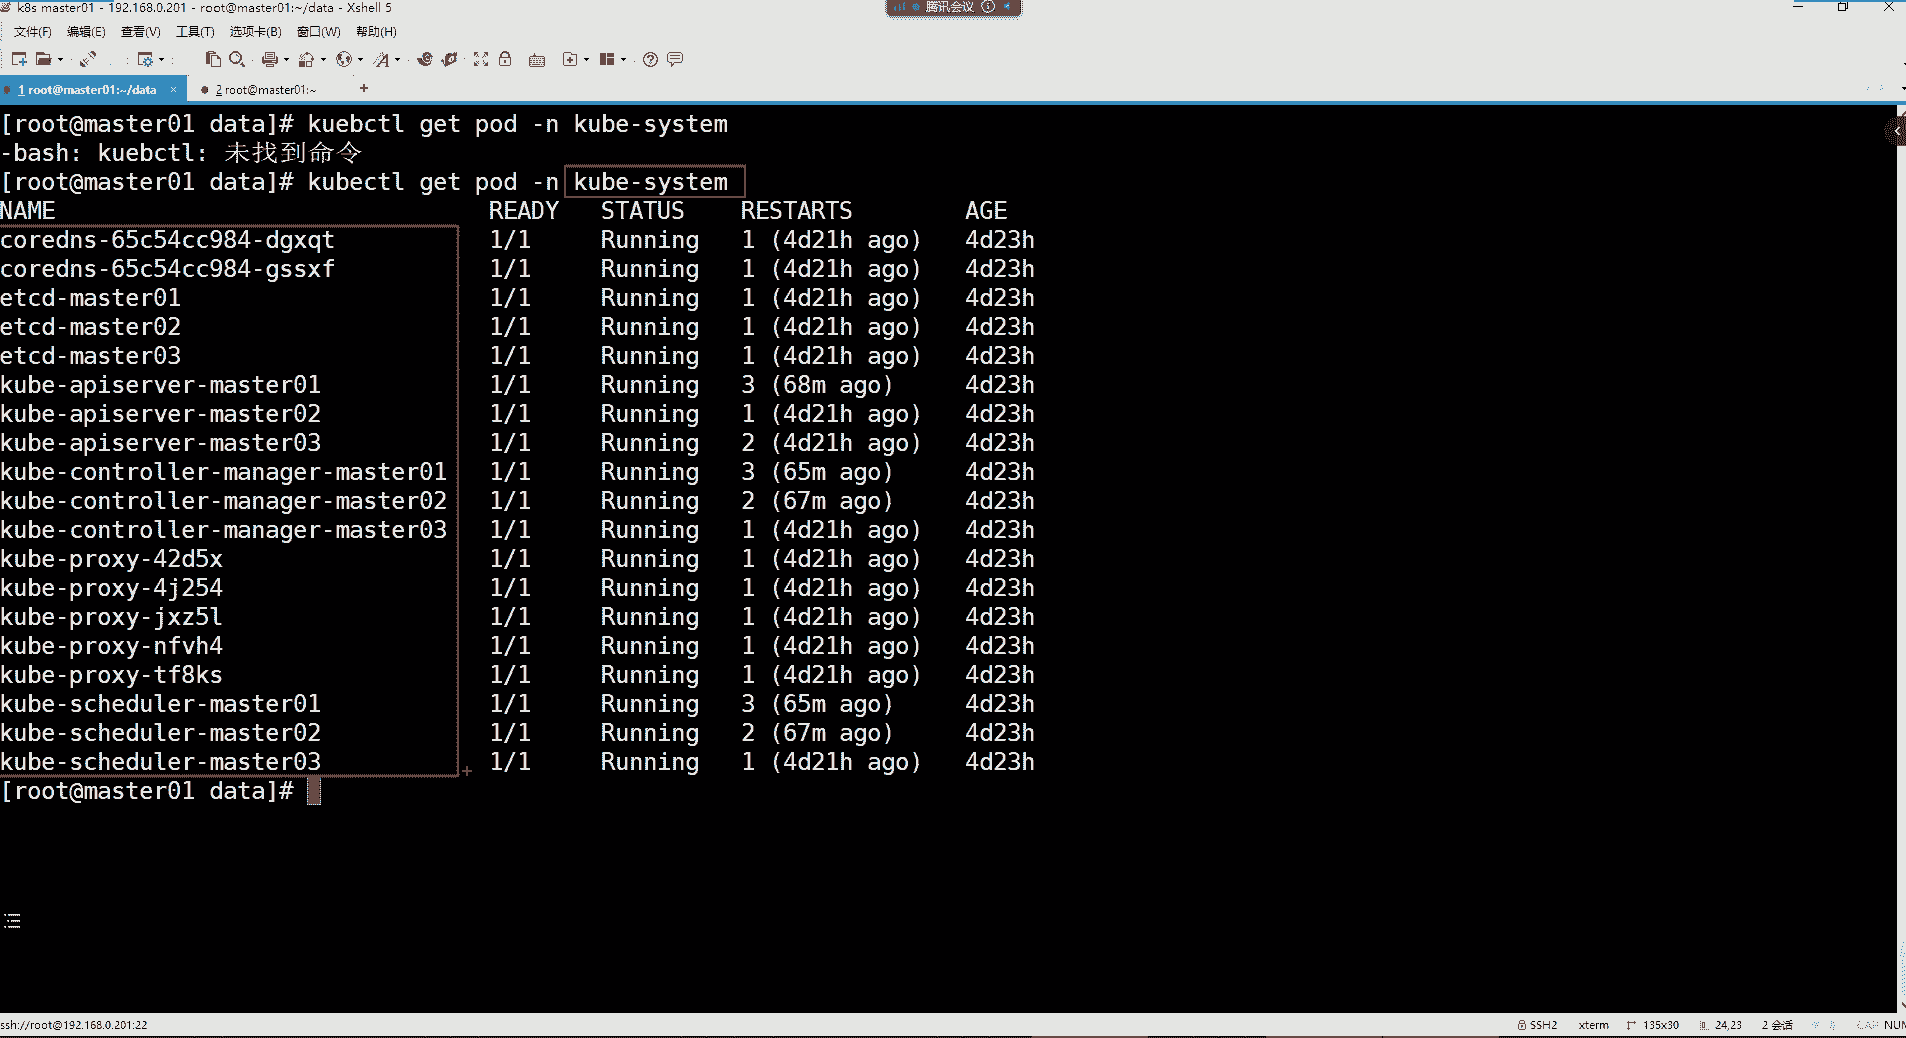 k8s master01 - 192.168.0.201 - root@master01:~/data - Xshell 5
腾讯会议
文件(F) 编辑(E) 查看(V) 工具(T) 选项卡(B) 窗口(W) 帮助(H)
1 root@master01:~/data × 2 root@master01:~ +
[root@master01 data]# kuebctl get pod -n kube-system
-bash: kuebctl: 未找到命令
[root@master01 data]# kubectl get pod -n kube-system
NAME READY STATUS RESTARTS AGE
coredns-65c54cc984-dgxqt 1/1 Running 1 (4d21h ago) 4d23h
coredns-65c54cc984-gssxf 1/1 Running 1 (4d21h ago) 4d23h
etcd-master01 1/1 Running 1 (4d21h ago) 4d23h
etcd-master02 1/1 Running 1 (4d21h ago) 4d23h
etcd-master03 1/1 Running 1 (4d21h ago) 4d23h
kube-apiserver-master01 1/1 Running 3 (68m ago) 4d23h
kube-apiserver-master02 1/1 Running 1 (4d21h ago) 4d23h
kube-apiserver-master03 1/1 Running 2 (4d21h ago) 4d23h
kube-controller-manager-master01 1/1 Running 3 (65m ago) 4d23h
kube-controller-manager-master02 1/1 Running 2 (67m ago) 4d23h
kube-controller-manager-master03 1/1 Running 1 (4d21h ago) 4d23h
kube-proxy-42d5x 1/1 Running 1 (4d21h ago) 4d23h
kube-proxy-4j254 1/1 Running 1 (4d21h ago) 4d23h
kube-proxy-jxz5l 1/1 Running 1 (4d21h ago) 4d23h
kube-proxy-nfvh4 1/1 Running 1 (4d21h ago) 4d23h
kube-proxy-tf8ks 1/1 Running 1 (4d21h ago) 4d23h
kube-scheduler-master01 1/1 Running 3 (65m ago) 4d23h
kube-scheduler-master02 1/1 Running 2 (67m ago) 4d23h
kube-scheduler-master03 1/1 Running 1 (4d21h ago) 4d23h
[root@master01 data]#
ssh://root@192.168.0.201:22 SSH2 xterm 135x30 24,23 2 会话 NUM